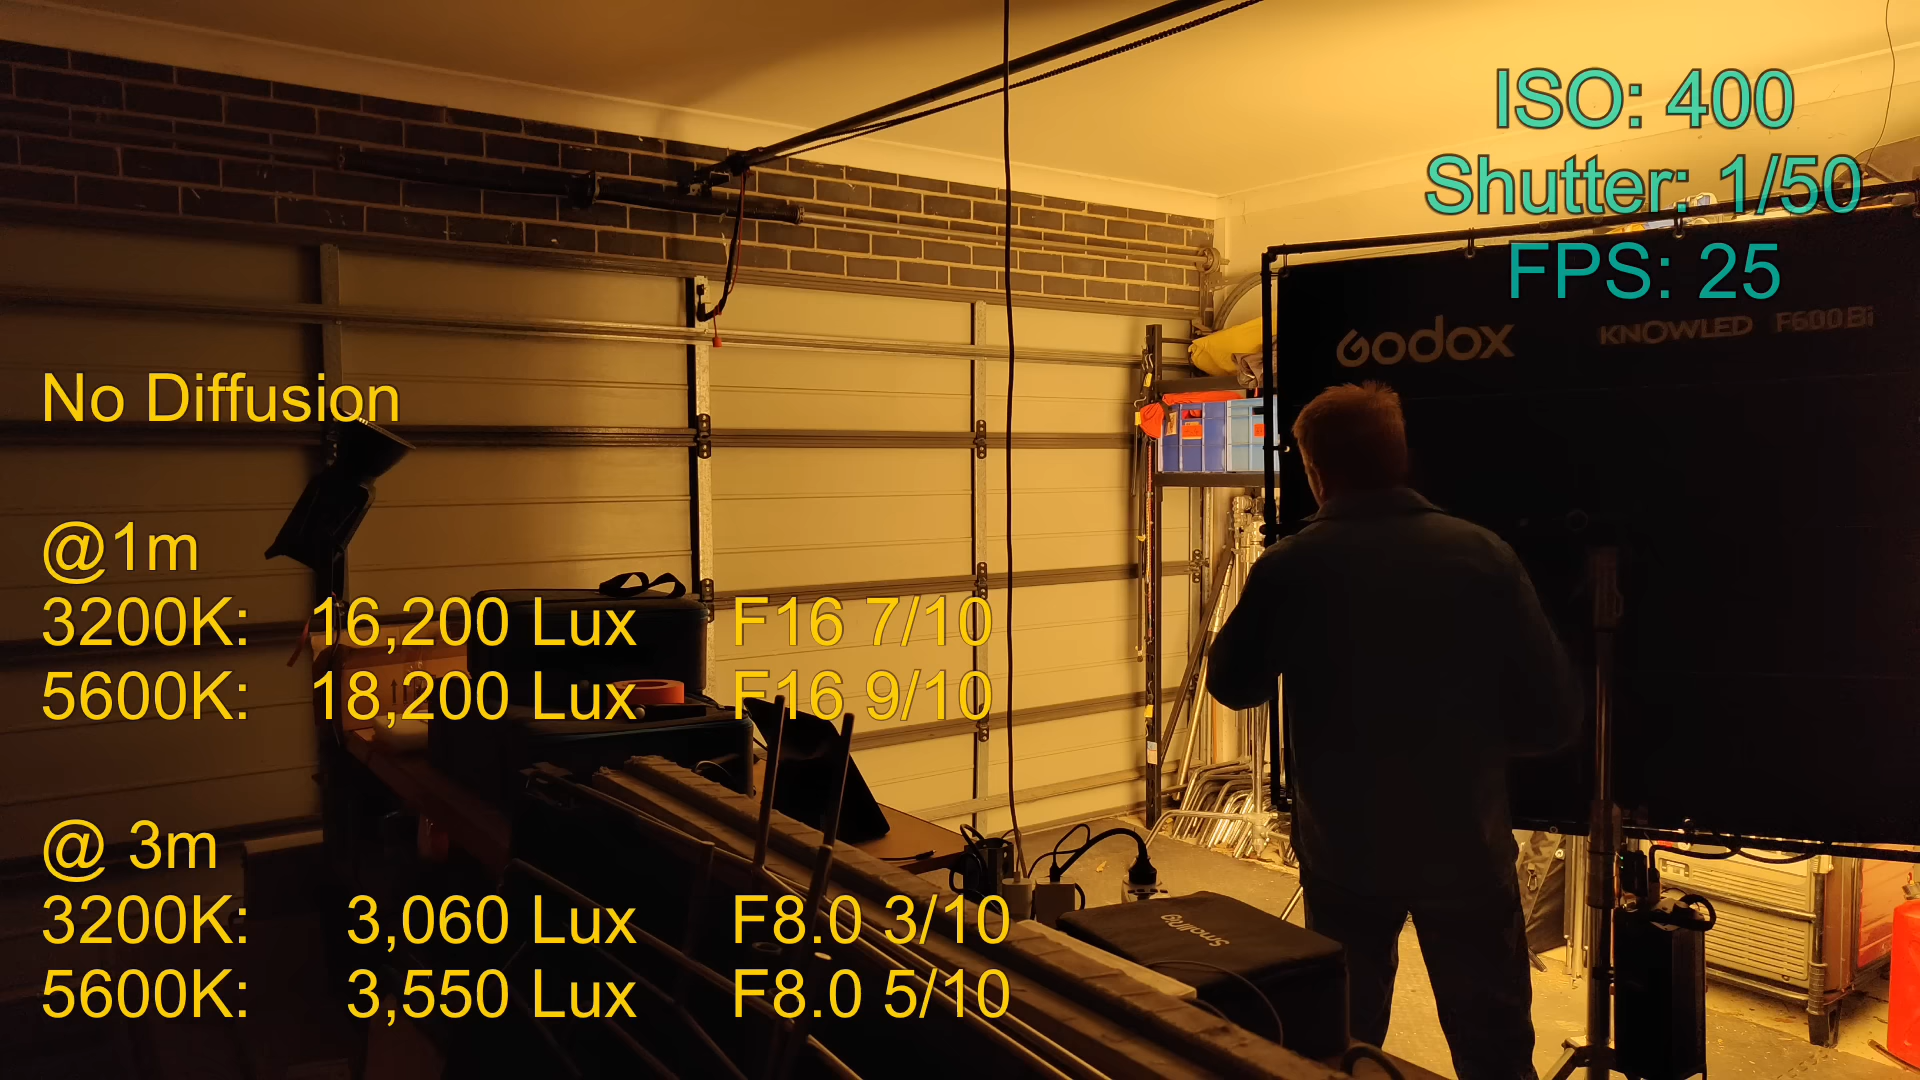 ISO: 400
Shutter: 1/50
FPS: 25
Godox KNOWLED F600Bi
No Diffusion
@1m
3200K: 16,200 Lux F16 7/10
5600K: 18,200 Lux F16 9/10
@ 3m
3200K: 3,060 Lux F8.0 3/10
5600K: 3,550 Lux F8.0 5/10
SmallRig